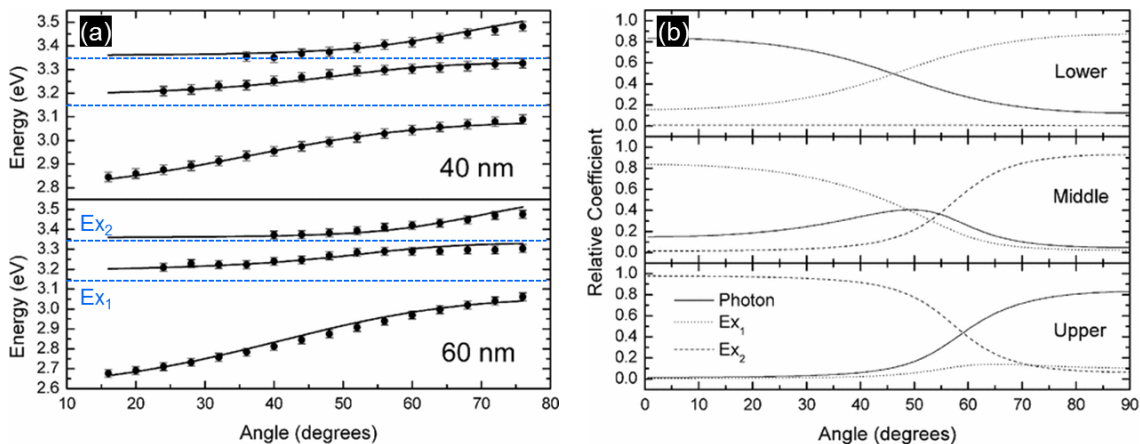 (a)
3.5
3.4
3.3
3.2
3.1
3.0
2.9
2.8
Energy (eV)
40 nm
3.5
3.4
3.3
3.2
3.1
3.0
2.9
2.8
2.7
2.6
Energy (eV)
Ex2
Ex1
60 nm
10 20 30 40 50 60 70 80
Angle (degrees)
(b)
1.0
0.8
0.6
0.4
0.2
0.0
Lower
1.0
0.8
0.6
0.4
0.2
0.0
Middle
1.0
0.8
0.6
0.4
0.2
0.0
Relative Coefficient
Photon
Ex1
Ex2
Upper
0 10 20 30 40 50 60 70 80 90
Angle (degrees)